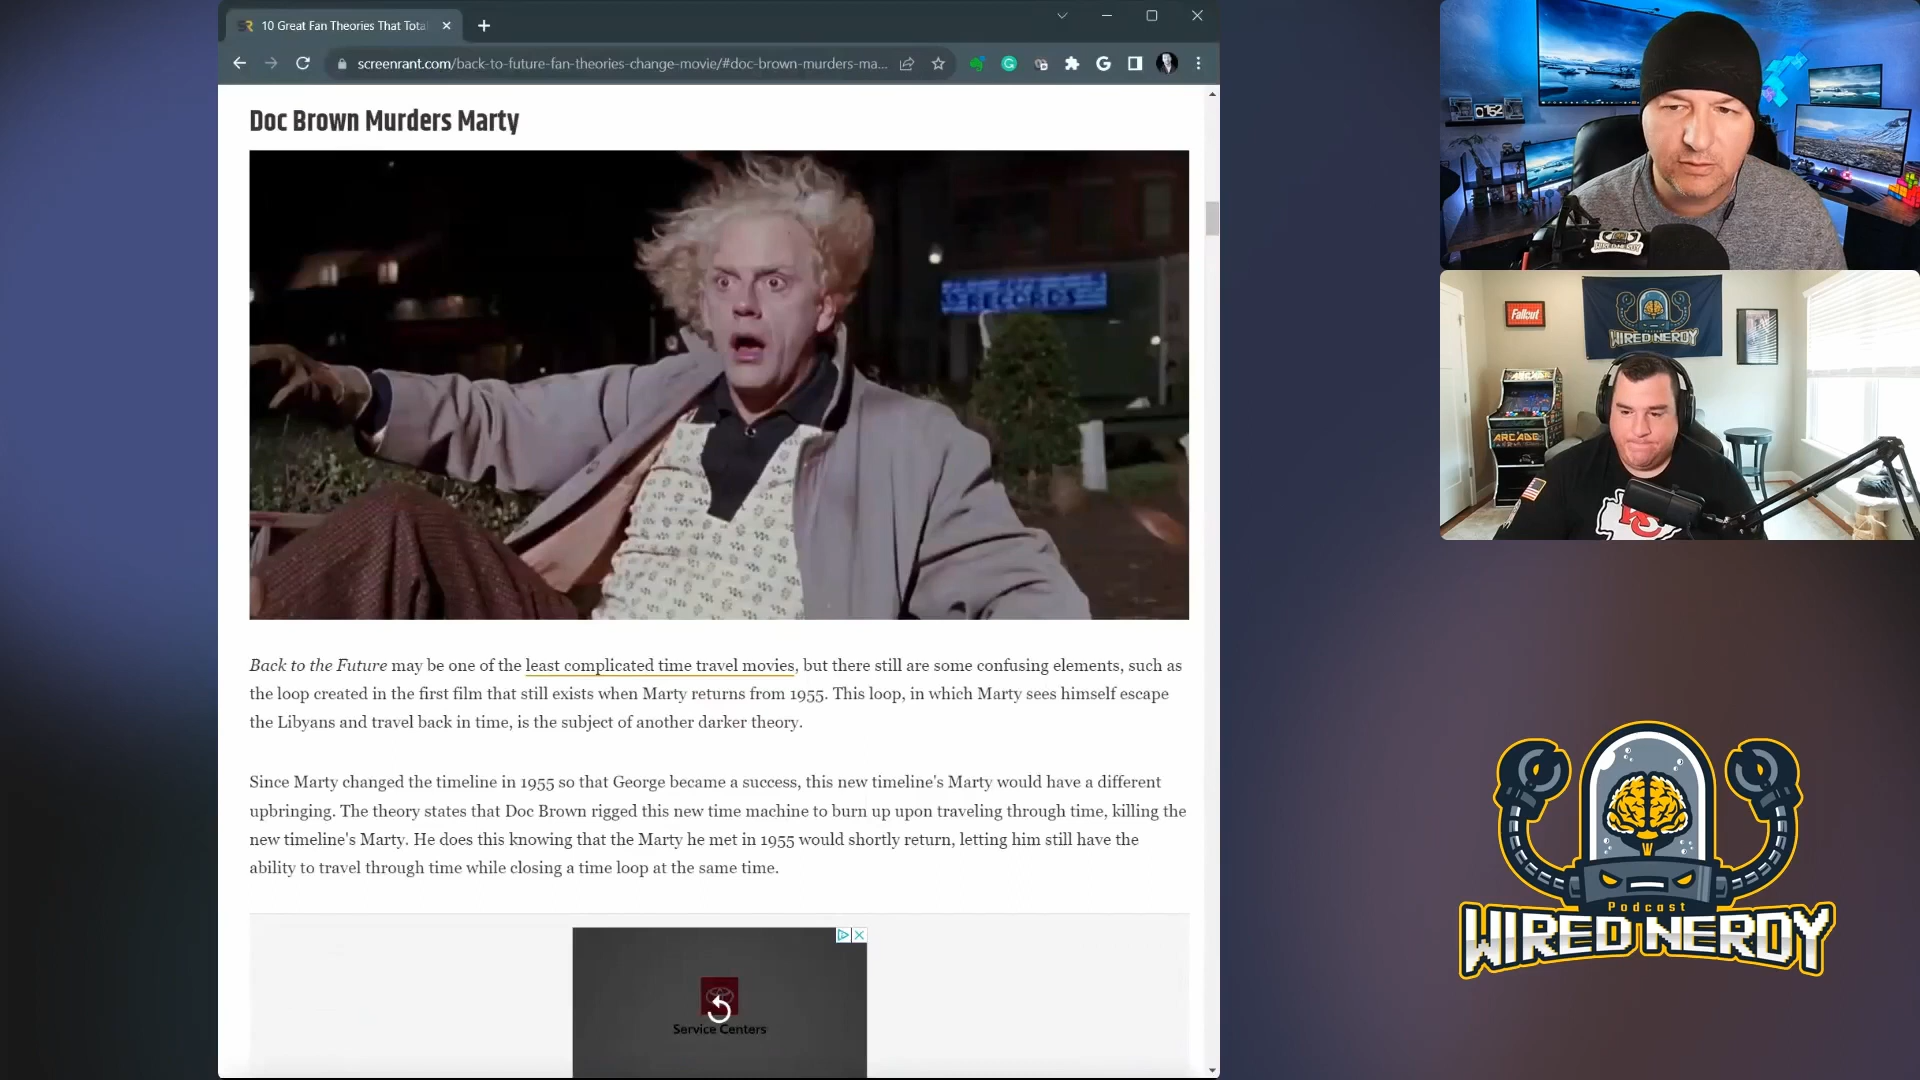 10 Great Fan Theories That Tota
screenrant.com/back-to-future-fan-theories-change-movie/#doc-brown-murders-ma...
Doc Brown Murders Marty
RECORDS
Back to the Future may be one of the least complicated time travel movies, but there still are some confusing elements, such as
the loop created in the first film that still exists when Marty returns from 1955. This loop, in which Marty sees himself escape
the Libyans and travel back in time, is the subject of another darker theory.
Since Marty changed the timeline in 1955 so that George became a success, this new timeline's Marty would have a different
upbringing. The theory states that Doc Brown rigged this new time machine to burn up upon traveling through time, killing the
new timeline's Marty. He does this knowing that the Marty he met in 1955 would shortly return, letting him still have the
ability to travel through time while closing a time loop at the same time.
Service Centers
WIRED NERDY
Fallout
WIRED NERDY
ARCADE
KC
Podcast
WIRED NERDY